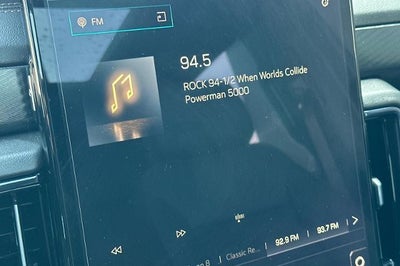 FM
94.5
ROCK 94-1/2 When Worlds Collide
Powerman 5000
Classic Re...
92.9 FM
93.7 FM